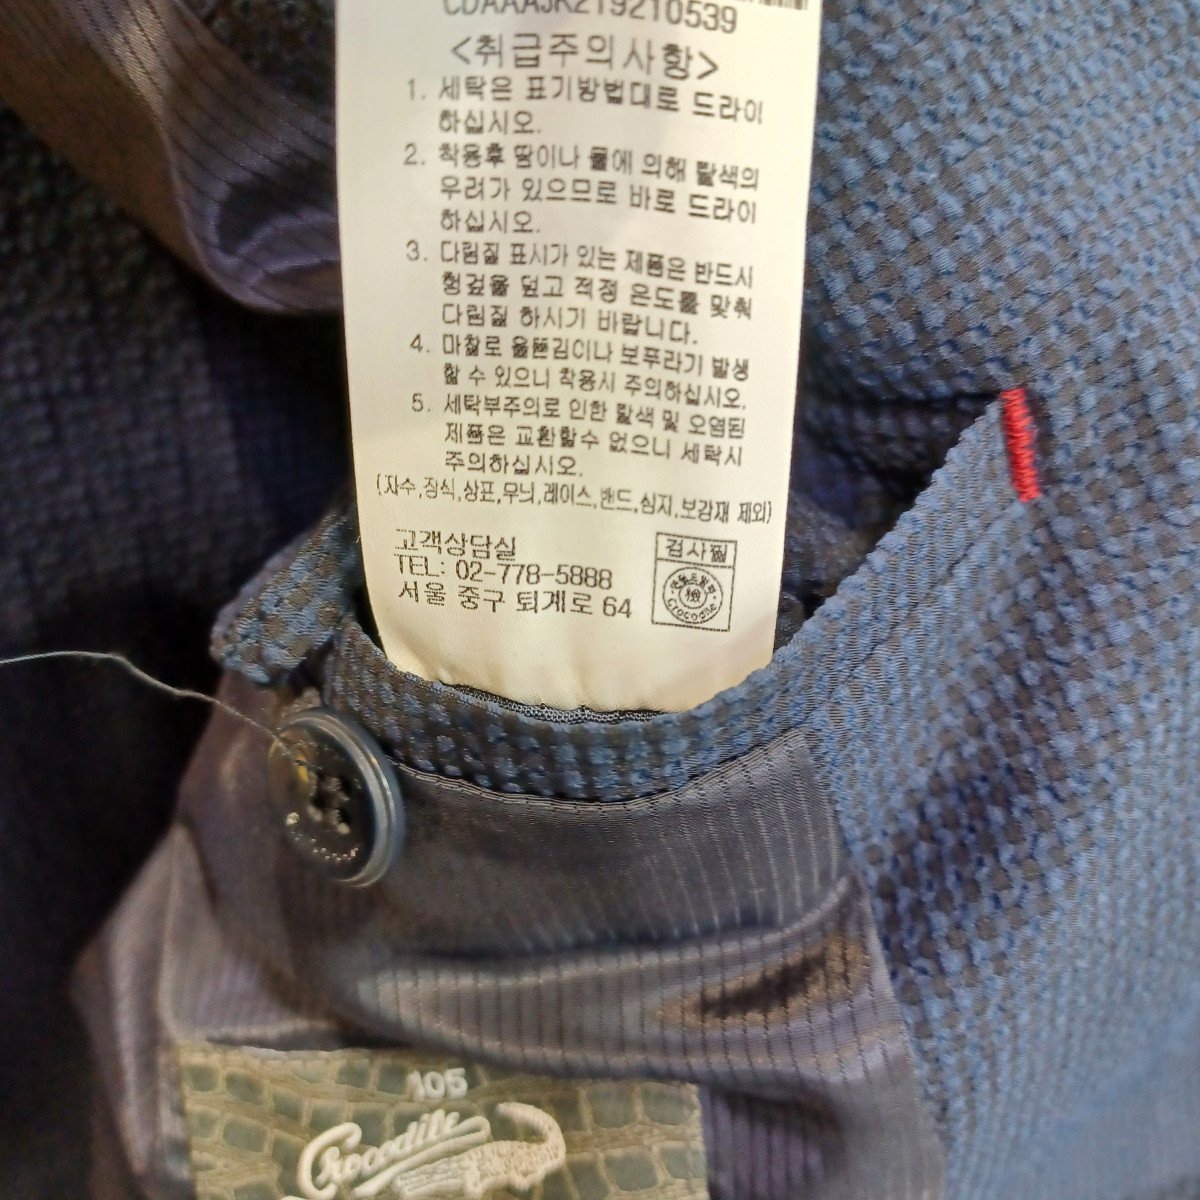 CDAAAJK219210539
<취급주의사항>
1. 세탁은 표기방법대로 드라이
하십시오.
2. 착용후 땀이나 물에 의해 탈색의
우려가 있으므로 바로 드라이
하십시오.
3. 다림질 표시가 있는 제품은 반드시
헝겊을 덮고 적정 온도를 맞춰
다림질 하시기 바랍니다.
4. 마찰로 올뜯김이나 보푸라기 발생
할 수 있으니 착용시 주의하십시오.
5. 세탁부주의로 인한 탈색 및 오염된
제품은 교환할수 없으니 세탁시
주의하십시오.
(자수,장식,상표,무늬,레이스,밴드,심지,보강재 제외)
고객상담실
TEL: 02-778-5888
서울 중구 퇴계로 64
검사필
Crocodile
105
Crocodile